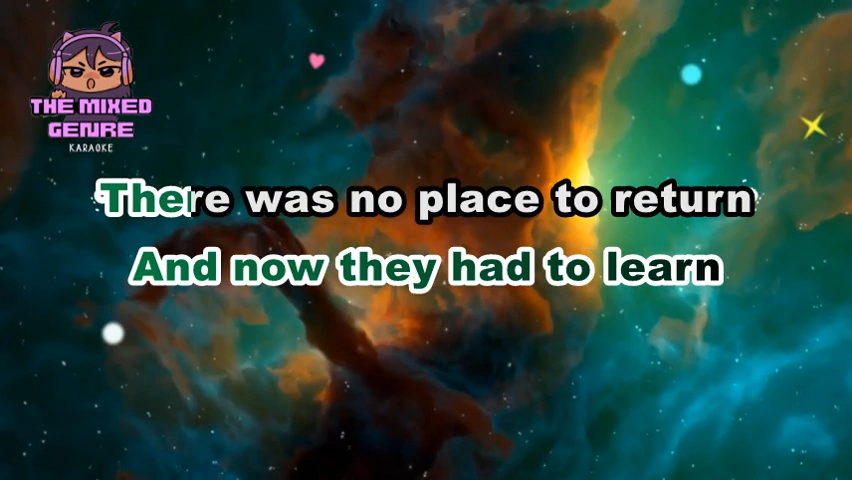 THE MIXED
GENRE
KARAOKE
There was no place to return
And now they had to learn